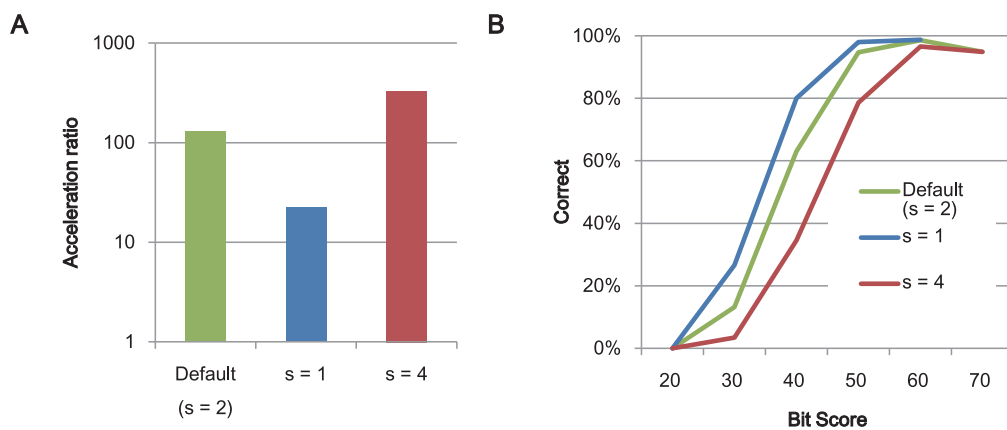 A
Acceleration ratio
1000
100
10
1
Default
(s = 2)
s = 1
s = 4
B
Correct
100%
80%
60%
40%
20%
0%
20 30 40 50 60 70
Bit Score
Default
(s = 2)
s = 1
s = 4